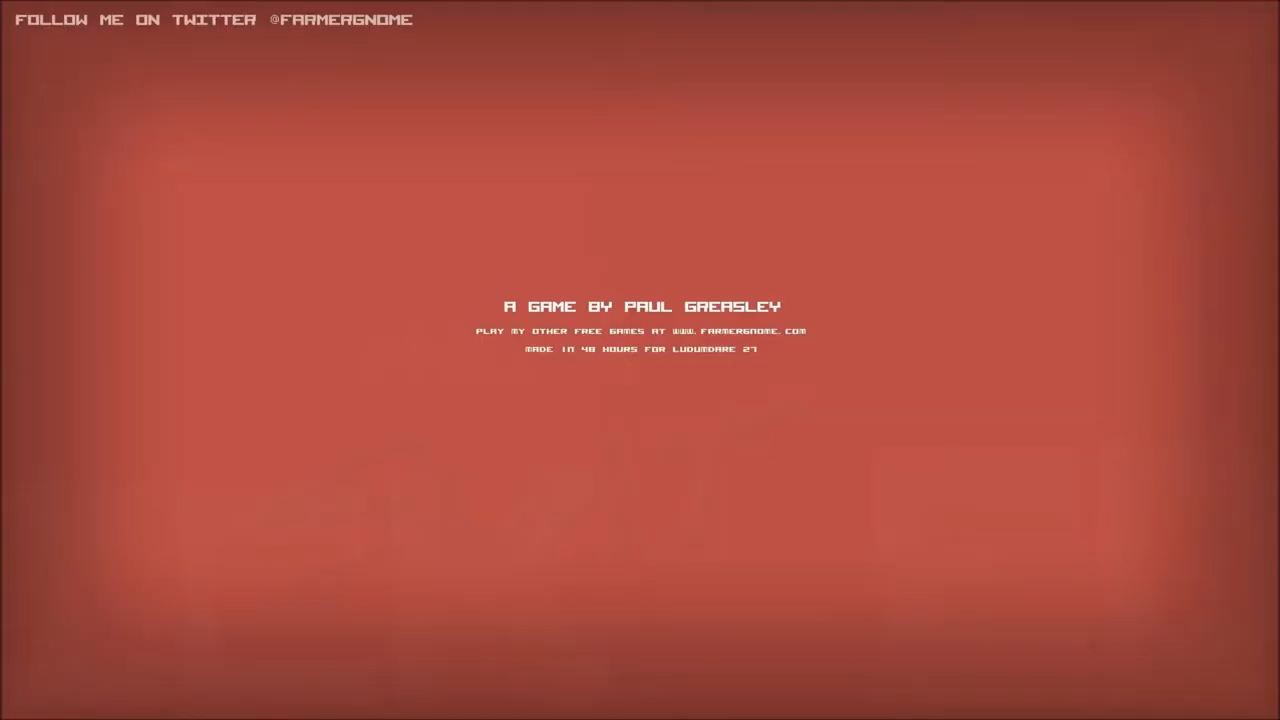 FOLLOW ME ON TWITTER @FARMERGNOME
A GAME BY PAUL GREASLEY
PLAY MY OTHER FREE GAMES AT WWW.FARMERGNOME.COM
MADE IN 48 HOURS FOR LUDUMDARE 27